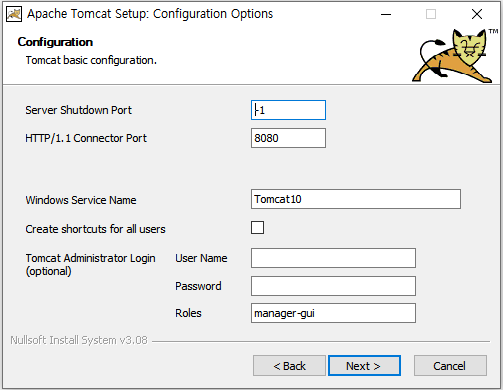 Apache Tomcat Setup: Configuration Options
Configuration
Tomcat basic configuration.
TM
Server Shutdown Port
-1
HTTP/1.1 Connector Port
8080
Windows Service Name
Tomcat10
Create shortcuts for all users
Tomcat Administrator Login
(optional)
User Name
Password
Roles
manager-gui
Nullsoft Install System v3.08
< Back
Next >
Cancel